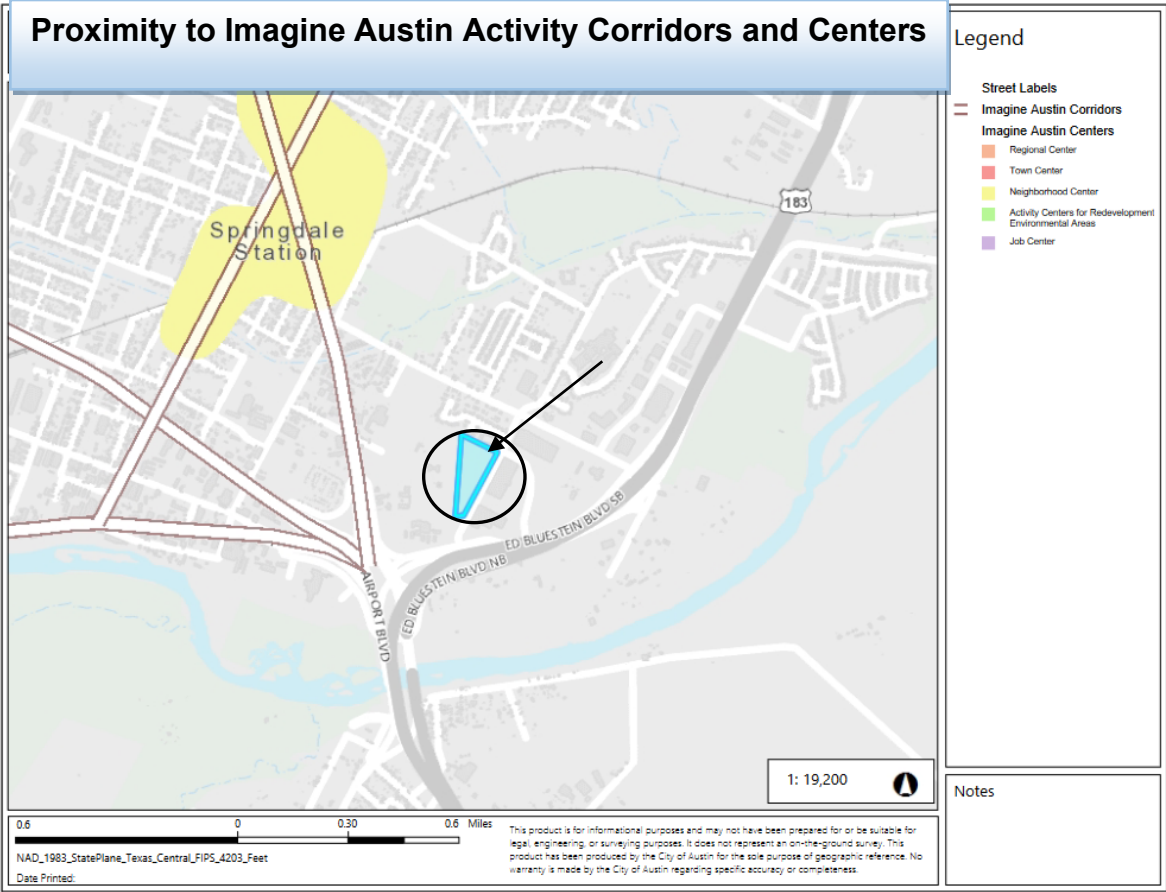 Proximity to Imagine Austin Activity Corridors and Centers
Legend
Street Labels
Imagine Austin Corridors
Imagine Austin Centers
Regional Center
Town Center
Neighborhood Center
Activity Centers for Redevelopment
Environmental Areas
Job Center
183
Springdale
Station
ED BLUESTEIN BLVD SB
ED BLUESTEIN BLVD NB
AIRPORT BLVD
1: 19,200
Notes
0.6 0 0.30 0.6 Miles
NAD_1983_StatePlane_Texas_Central_FIPS_4203_Feet
Date Printed:
This product is for informational purposes and may not have been prepared for or be suitable for
legal, engineering, or surveying purposes. It does not represent an on-the-ground survey. This
product has been produced by the City of Austin for the sole purpose of geographic reference. No
warranty is made by the City of Austin regarding specific accuracy or completeness.